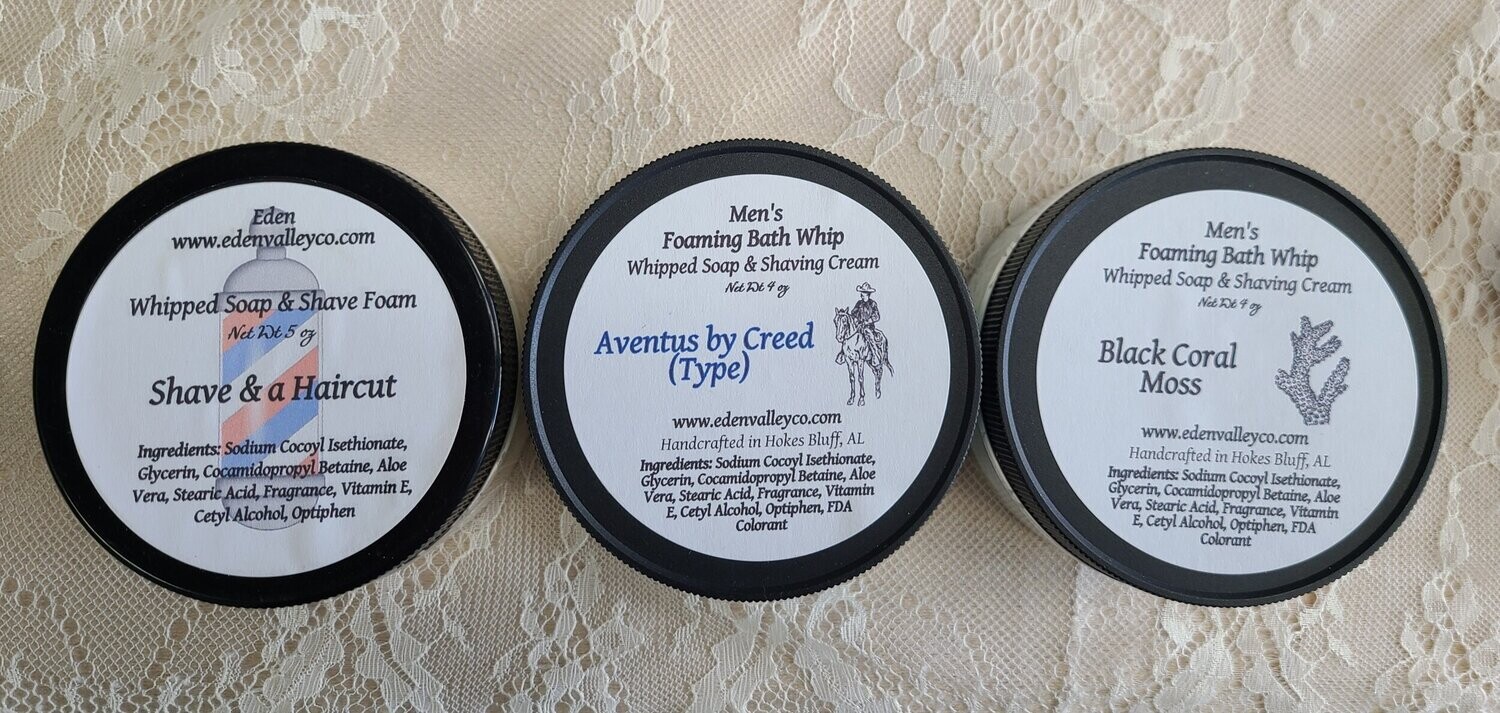 Eden
www.edenvalleyco.com
Whipped Soap & Shave Foam
Net Wt 5 oz
Shave & a Haircut
Ingredients: Sodium Cocoyl Isethionate,
Glycerin, Cocamidopropyl Betaine, Aloe
Vera, Stearic Acid, Fragrance, Vitamin E,
Cetyl Alcohol, Optiphen
Men's
Foaming Bath Whip
Whipped Soap & Shaving Cream
Net Wt 4 oz
Aventus by Creed
(Type)
www.edenvalleyco.com
Handcrafted in Hokes Bluff, AL
Ingredients: Sodium Cocoyl Isethionate,
Glycerin, Cocamidopropyl Betaine, Aloe
Vera, Stearic Acid, Fragrance, Vitamin
E, Cetyl Alcohol, Optiphen, FDA
Colorant
Men's
Foaming Bath Whip
Whipped Soap & Shaving Cream
Net Wt 4 oz
Black Coral
Moss
www.edenvalleyco.com
Handcrafted in Hokes Bluff, AL
Ingredients: Sodium Cocoyl Isethionate,
Glycerin, Cocamidopropyl Betaine, Aloe
Vera, Stearic Acid, Fragrance, Vitamin
E, Cetyl Alcohol, Optiphen, FDA
Colorant